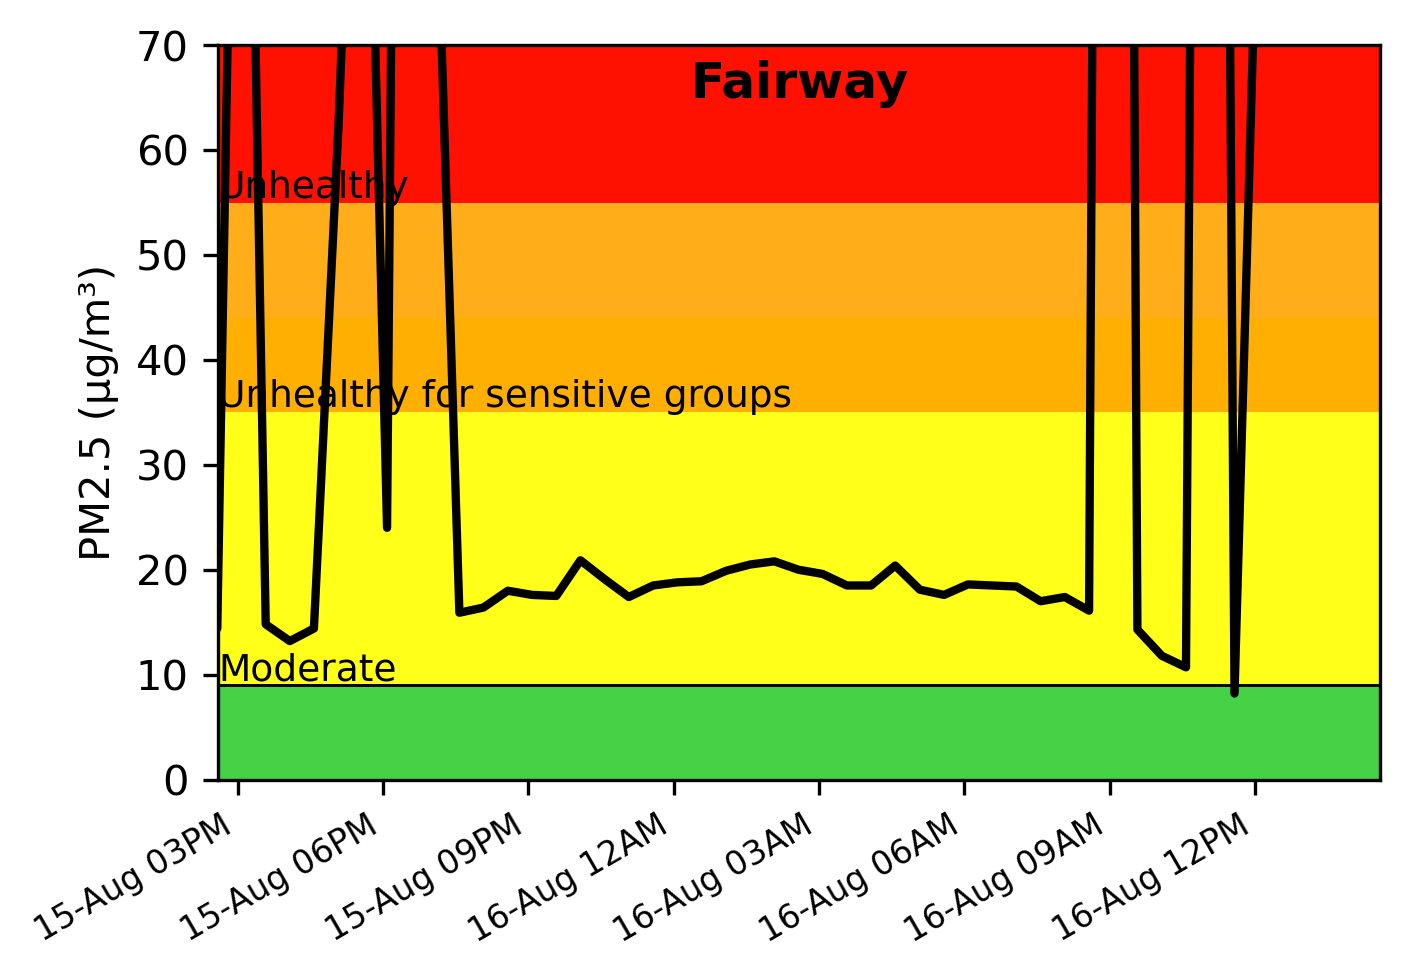 Fairway
PM2.5 (µg/m³)
70
60
50
40
30
20
10
0
Unhealthy
Unhealthy for sensitive groups
Moderate
15-Aug 03PM
15-Aug 06PM
15-Aug 09PM
16-Aug 12AM
16-Aug 03AM
16-Aug 06AM
16-Aug 09AM
16-Aug 12PM